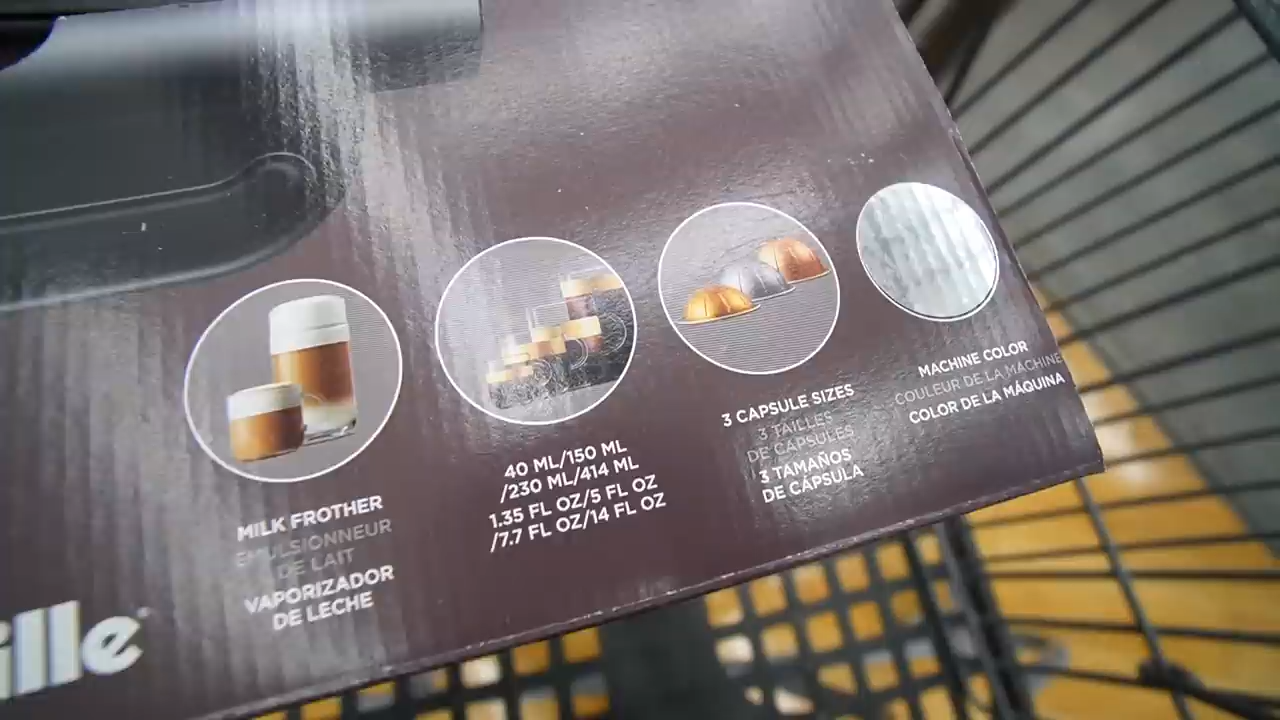 MILK FROTHER
EMULSIONNEUR
DE LAIT
VAPORIZADOR
DE LECHE
40 ML/150 ML
/230 ML/414 ML
1.35 FL OZ/5 FL OZ
/7.7 FL OZ/14 FL OZ
3 CAPSULE SIZES
3 TAILLES
DE CAPSULES
3 TAMAÑOS
DE CÁPSULA
MACHINE COLOR
COULEUR DE LA MACHINE
COLOR DE LA MÁQUINA
ille